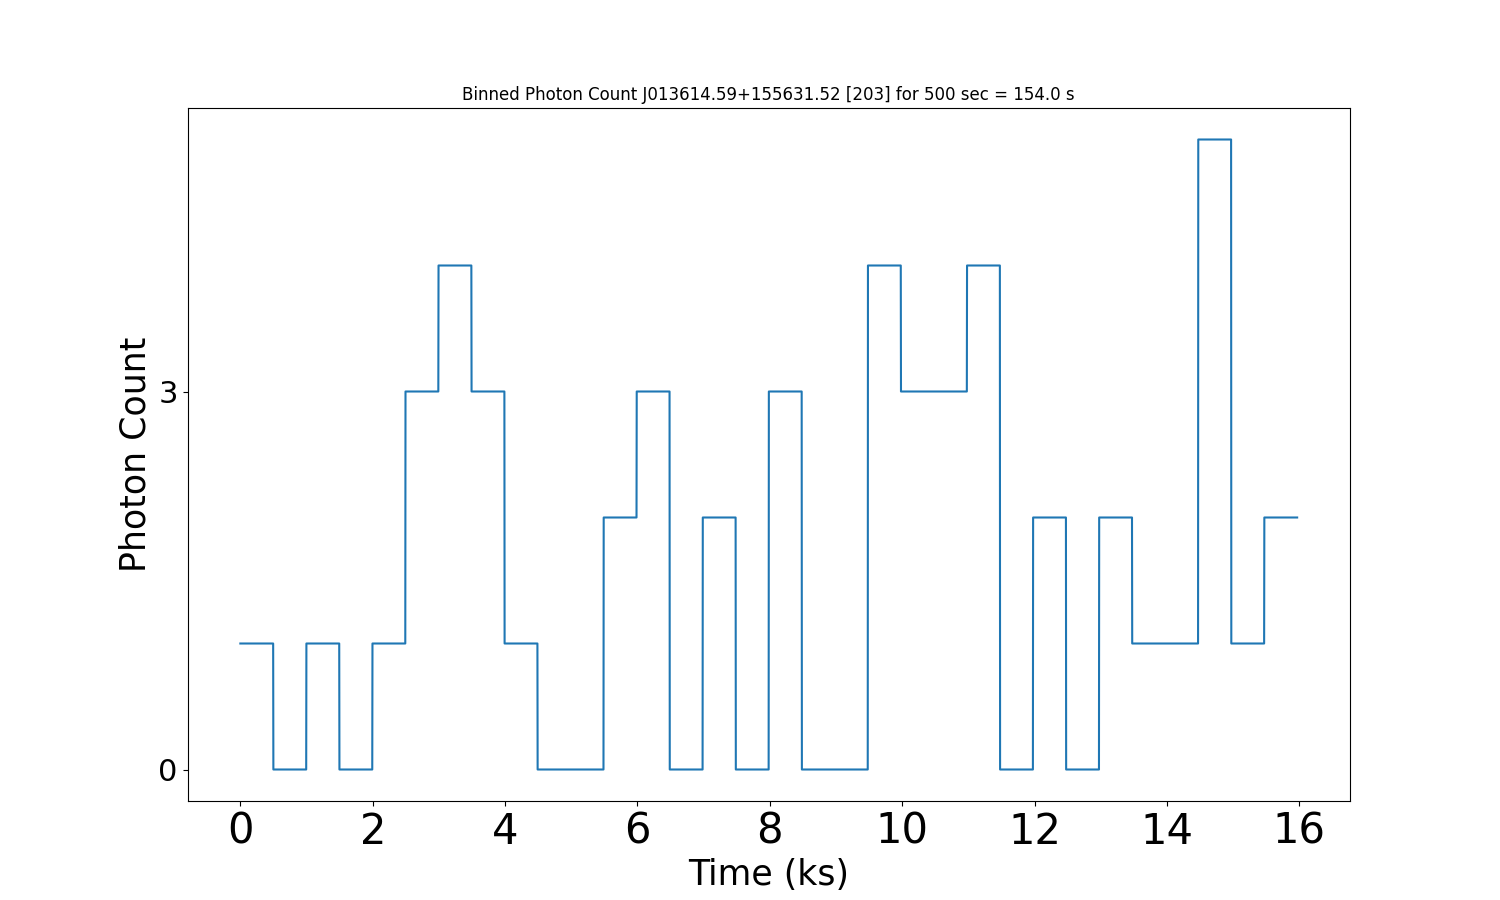 Binned Photon Count J013614.59+155631.52 [203] for 500 sec = 154.0 s
Photon Count
3
0
0 2 4 6 8 10 12 14 16
Time (ks)